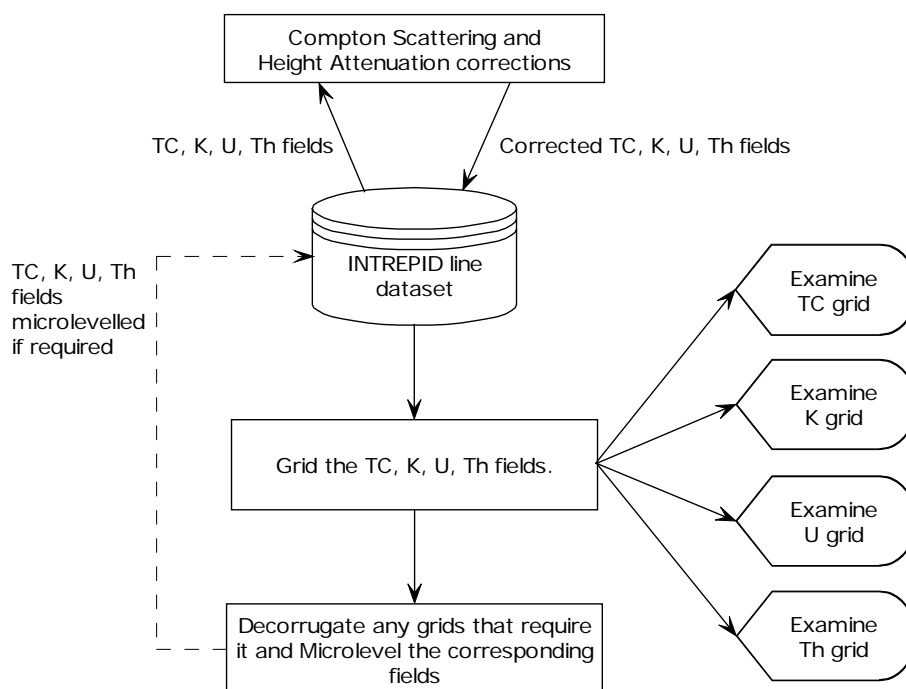 Compton Scattering and
Height Attenuation corrections
TC, K, U, Th fields
Corrected TC, K, U, Th fields
INTREPID line
dataset
TC, K, U, Th
fields
microlevelled
if required
Examine
TC grid
Examine
K grid
Grid the TC, K, U, Th fields.
Examine
U grid
Decorrugate any grids that require
it and Microlevel the corresponding
fields
Examine
Th grid